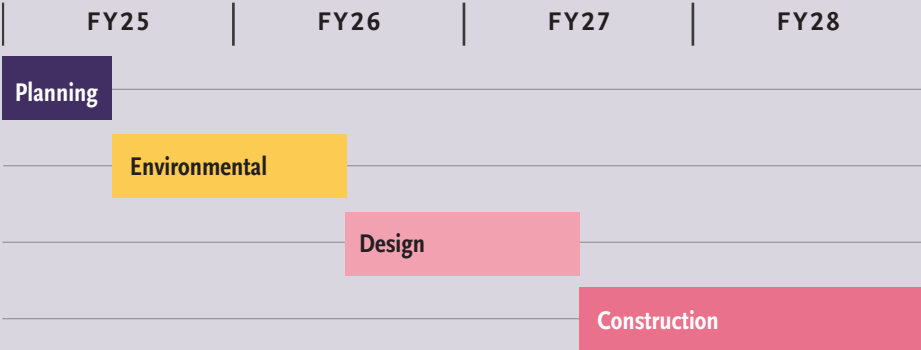 FY25 FY26 FY27 FY28
Planning
Environmental
Design
Construction